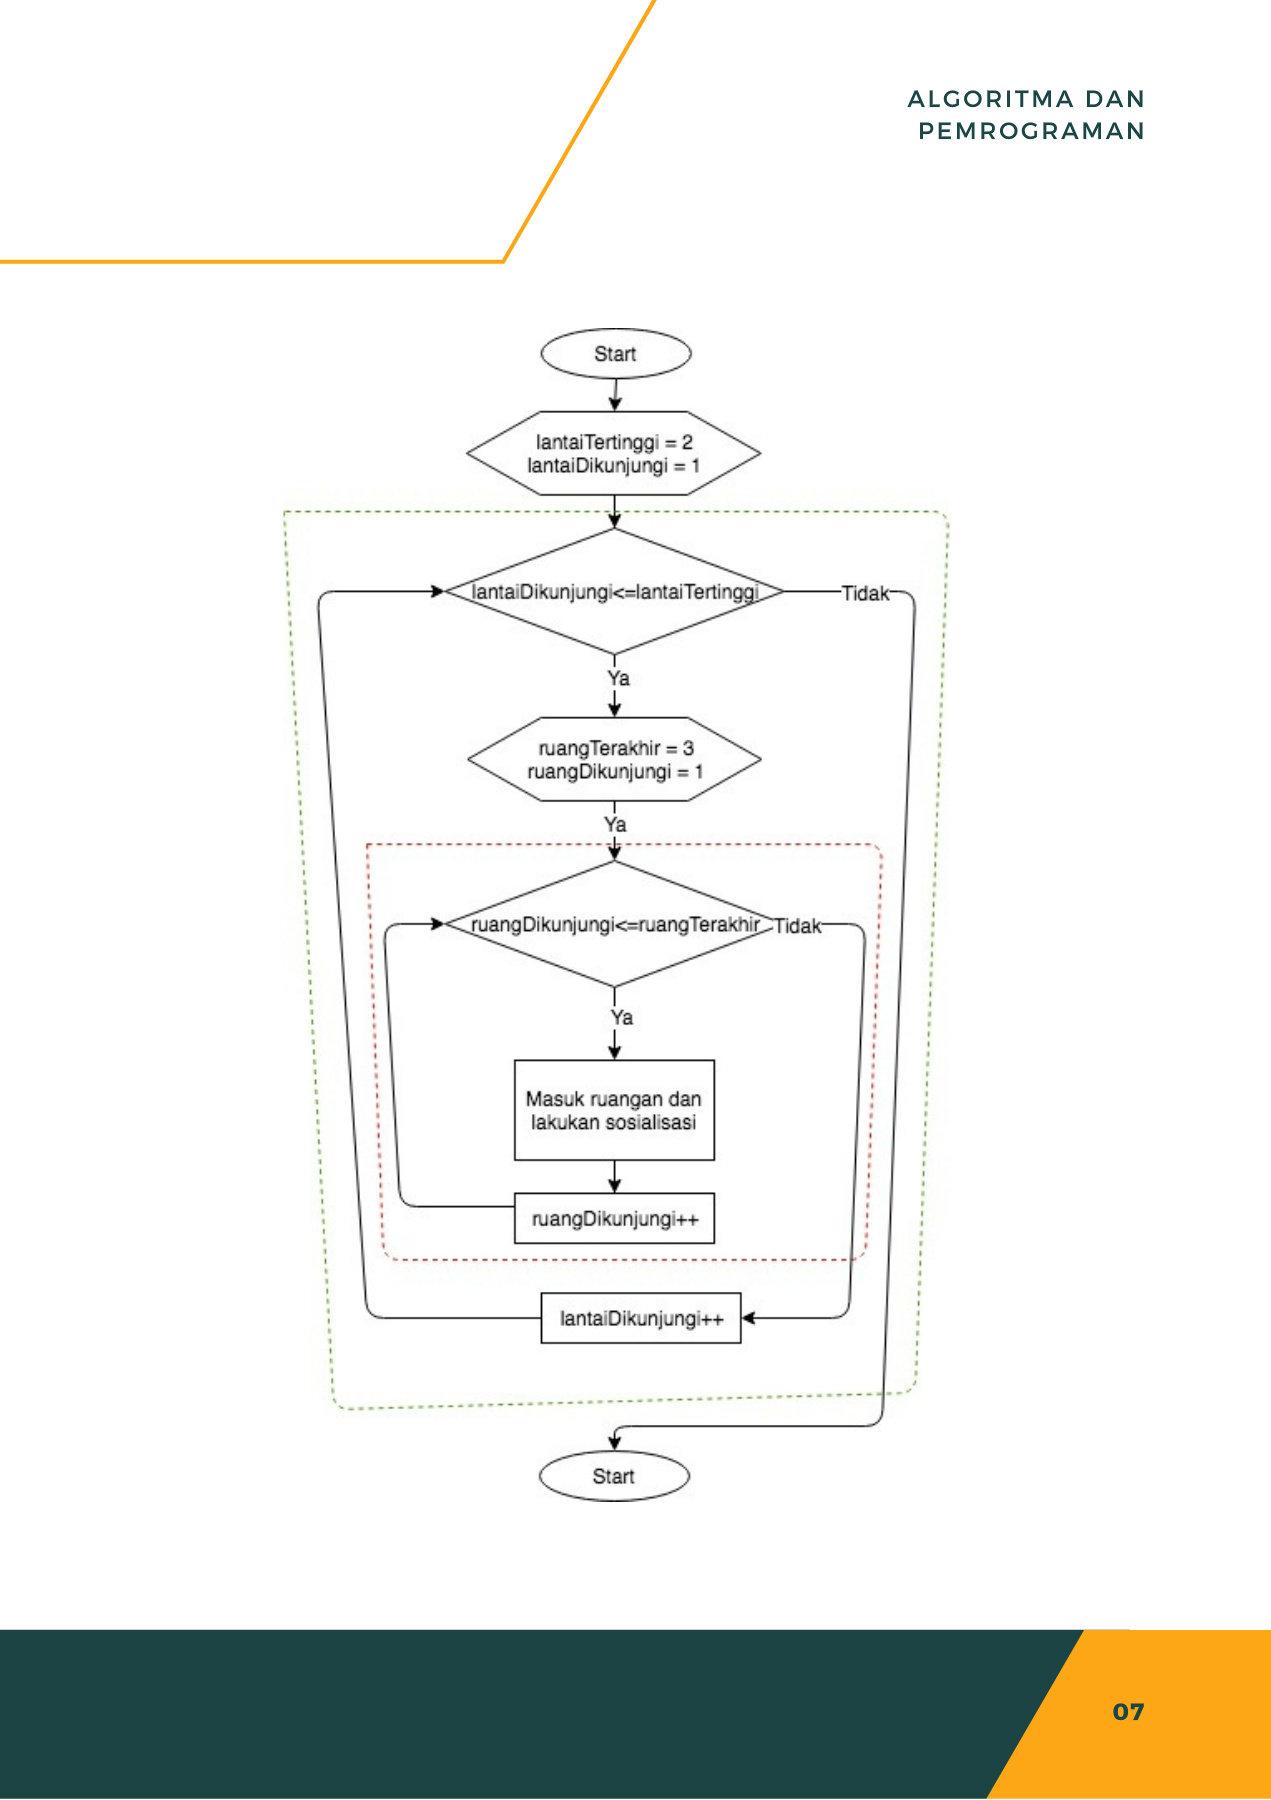 ALGORITMA DAN
PEMROGRAMAN
Start
lantaiTertinggi = 2
lantaiDikunjungi = 1
lantaiDikunjungi<=lantaiTertinggi
Tidak
Ya
ruangTerakhir = 3
ruangDikunjungi = 1
Ya
ruangDikunjungi<=ruangTerakhir
Tidak
Ya
Masuk ruangan dan
lakukan sosialisasi
ruangDikunjungi++
lantaiDikunjungi++
Start
07